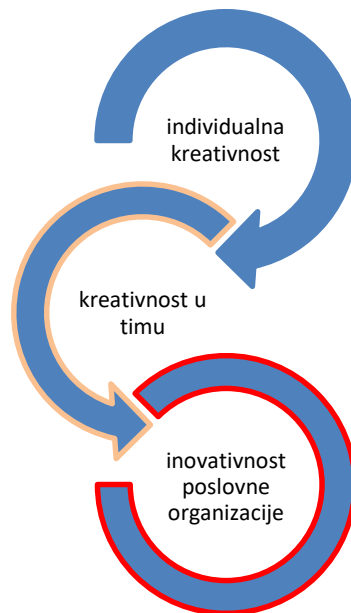 individualna
kreativnost
kreativnost u
timu
inovativnost
poslovne
organizacije